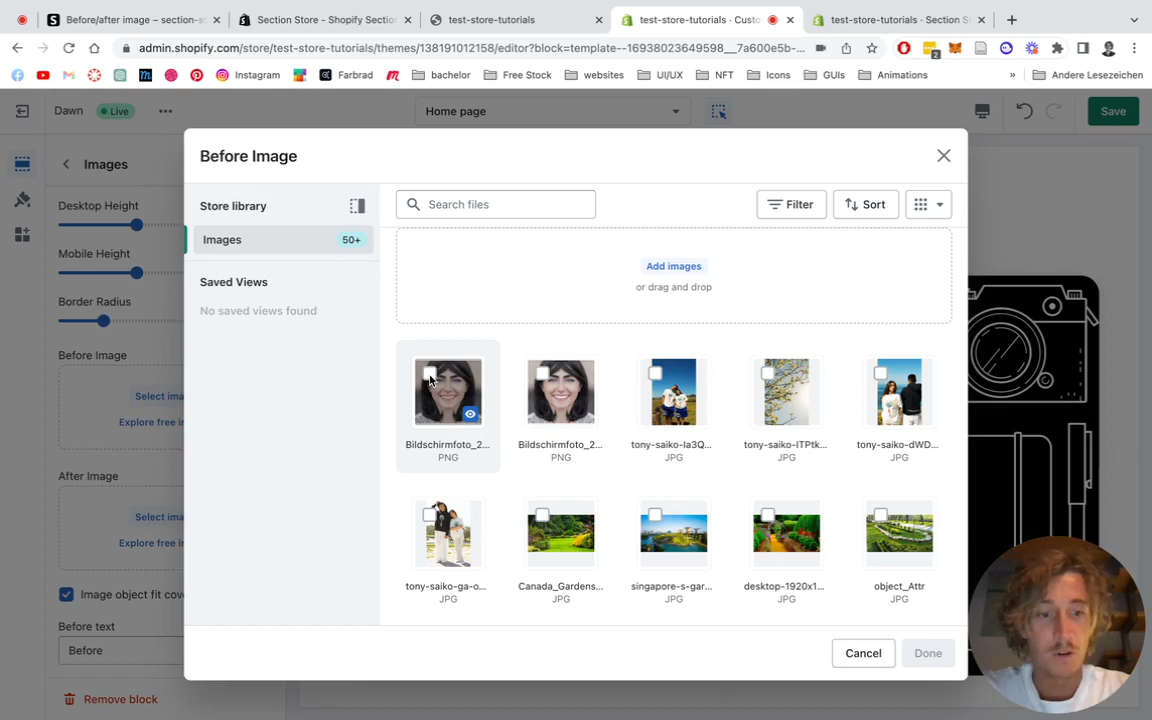 Before/after image – section-s
Section Store - Shopify Section
test-store-tutorials
test-store-tutorials · Custo
test-store-tutorials · Section S
admin.shopify.com/store/test-store-tutorials/themes/138191012158/editor?block=template--16938023649598__7a600e5b-...
2
Instagram
Farbrad
bachelor
Free Stock
websites
UI/UX
NFT
Icons
GUIs
Animations
»
Andere Lesezeichen
Dawn
Live
Home page
Save
Images
Desktop Height
Mobile Height
Border Radius
Before Image
Select ima
Explore free i
After Image
Select ima
Explore free i
Image object fit cov
Before text
Before
Remove block
Before Image
Store library
Images
50+
Saved Views
No saved views found
Search files
Filter
Sort
Add images
or drag and drop
Bildschirmfoto_2...
PNG
Bildschirmfoto_2...
PNG
tony-saiko-Ia3Q...
JPG
tony-saiko-ITPtk...
JPG
tony-saiko-dWD...
JPG
tony-saiko-ga-o...
JPG
Canada_Gardens...
JPG
singapore-s-gar...
JPG
desktop-1920x1...
JPG
object_Attr
JPG
Cancel
Done